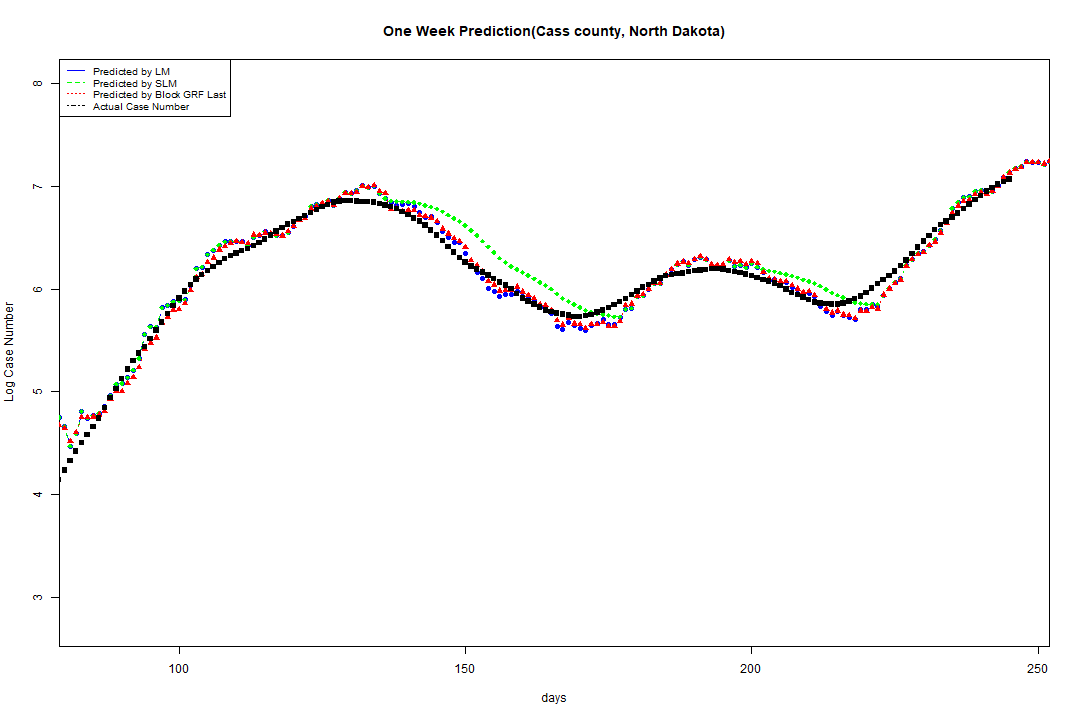 One Week Prediction(Cass county, North Dakota)
Predicted by LM
Predicted by SLM
Predicted by Block GRF Last
Actual Case Number
8
7
6
5
4
3
Log Case Number
100
150
200
250
days